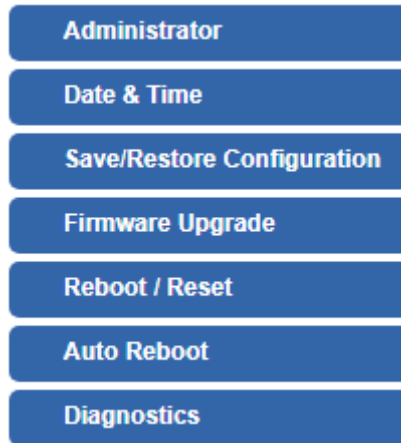 Administrator
Date & Time
Save/Restore Configuration
Firmware Upgrade
Reboot / Reset
Auto Reboot
Diagnostics